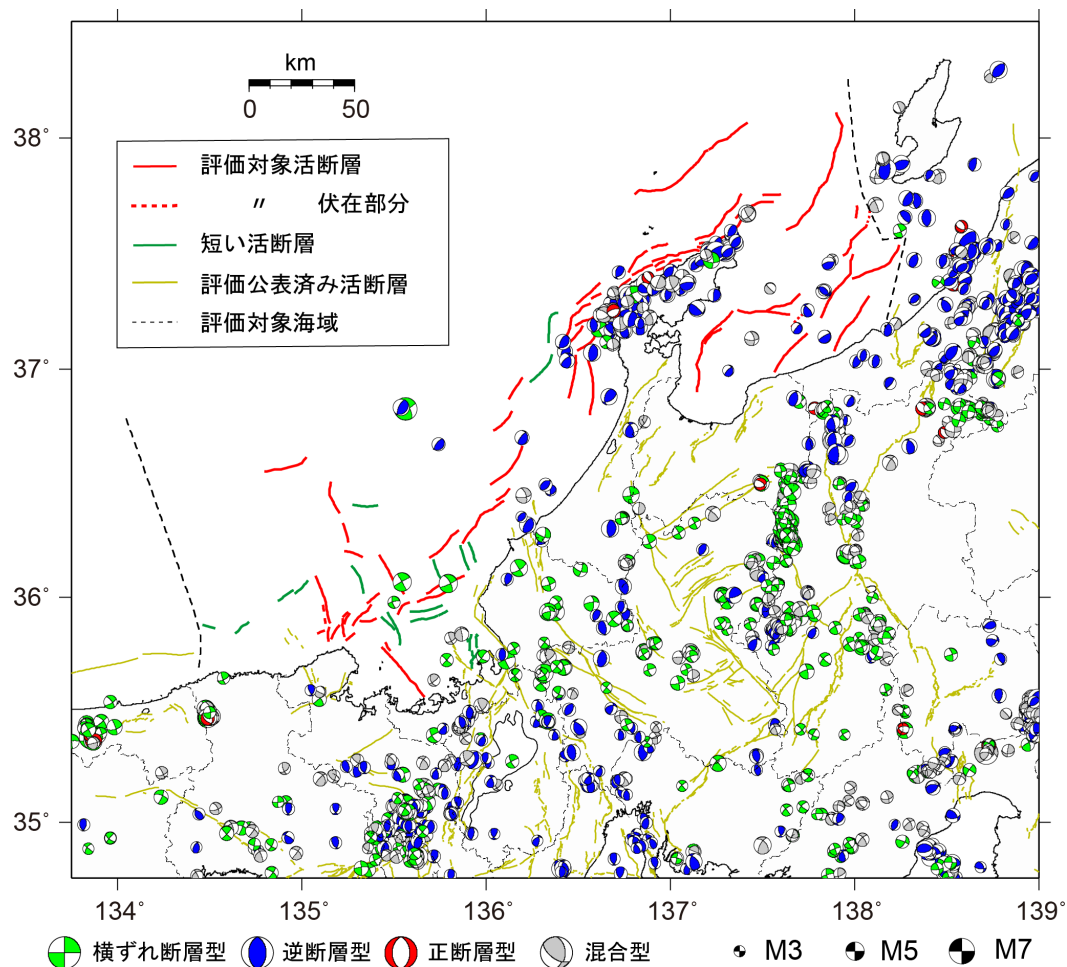 km
0 50
評価対象活断層
〃 伏在部分
短い活断層
評価公表済み活断層
評価対象海域
38°
37°
36°
35°
134° 135° 136° 137° 138° 139°
横ずれ断層型 逆断層型 正断層型 混合型 M3 M5 M7